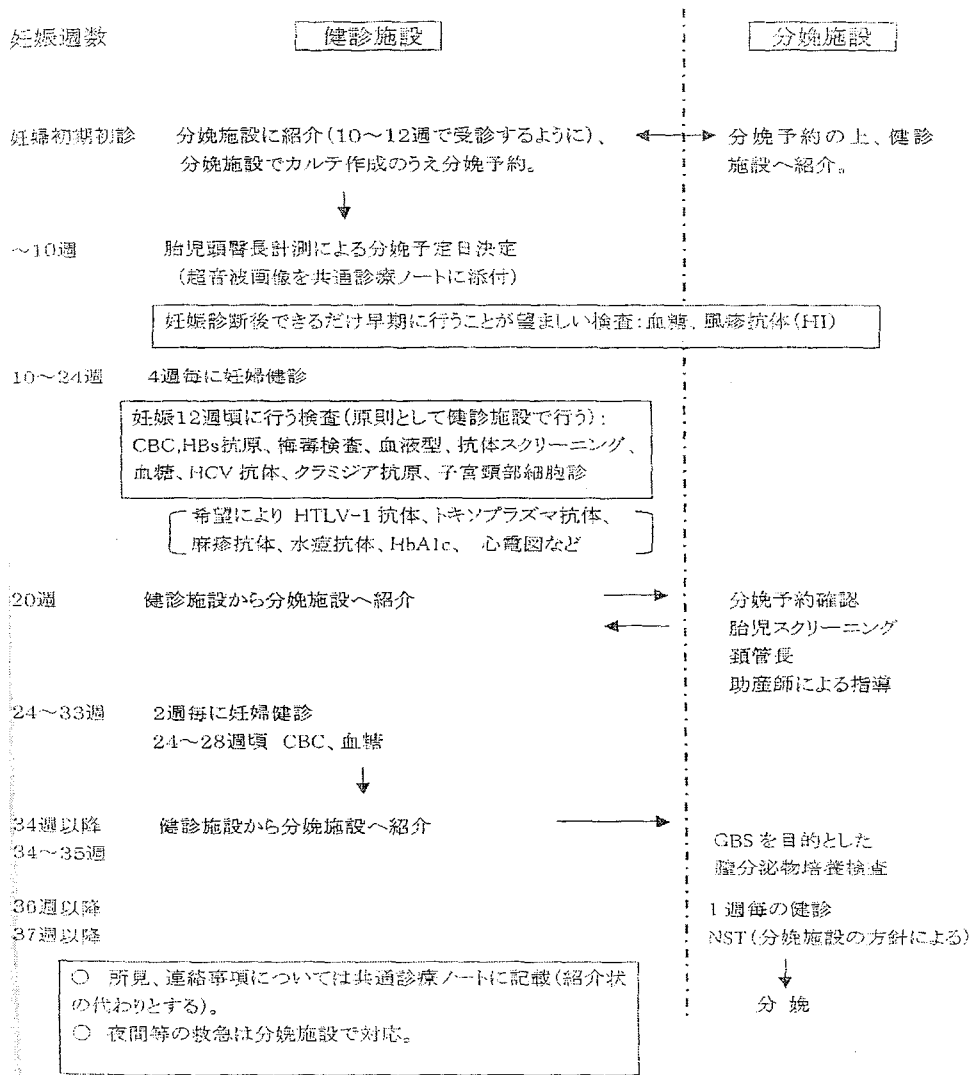 妊娠週数
健診施設
分娩施設
妊婦初期初診
分娩施設に紹介(10～12週で受診するように)、
分娩施設でカルテ作成のうえ分娩予約。
分娩予約の上、健診
施設へ紹介。
～10週
胎児頭臀長計測による分娩予定日決定
(超音波画像を共通診療ノートに添付)
妊娠診断後できるだけ早期に行うことが望ましい検査:血糖、風疹抗体(HI)
10～24週
4週毎に妊婦健診
妊娠12週頃に行う検査(原則として健診施設で行う):
CBC,HBs抗原、梅毒検査、血液型、抗体スクリーニング、
血糖、HCV 抗体、クラミジア抗原、子宮頸部細胞診
希望により HTLV-1 抗体、トキソプラズマ抗体、
麻疹抗体、水痘抗体、HbA1c、 心電図など
20週
健診施設から分娩施設へ紹介
分娩予約確認
胎児スクリーニング
頚管長
助産師による指導
24～33週
2週毎に妊婦健診
24～28週頃 CBC、血糖
34週以降
健診施設から分娩施設へ紹介
34～35週
GBS を目的とした
膣分泌物培養検査
36週以降
1 週毎の健診
37週以降
NST(分娩施設の方針による)
分 娩
○ 所見、連絡事項については共通診療ノートに記載(紹介状
の代わりとする)。
○ 夜間等の救急は分娩施設で対応。